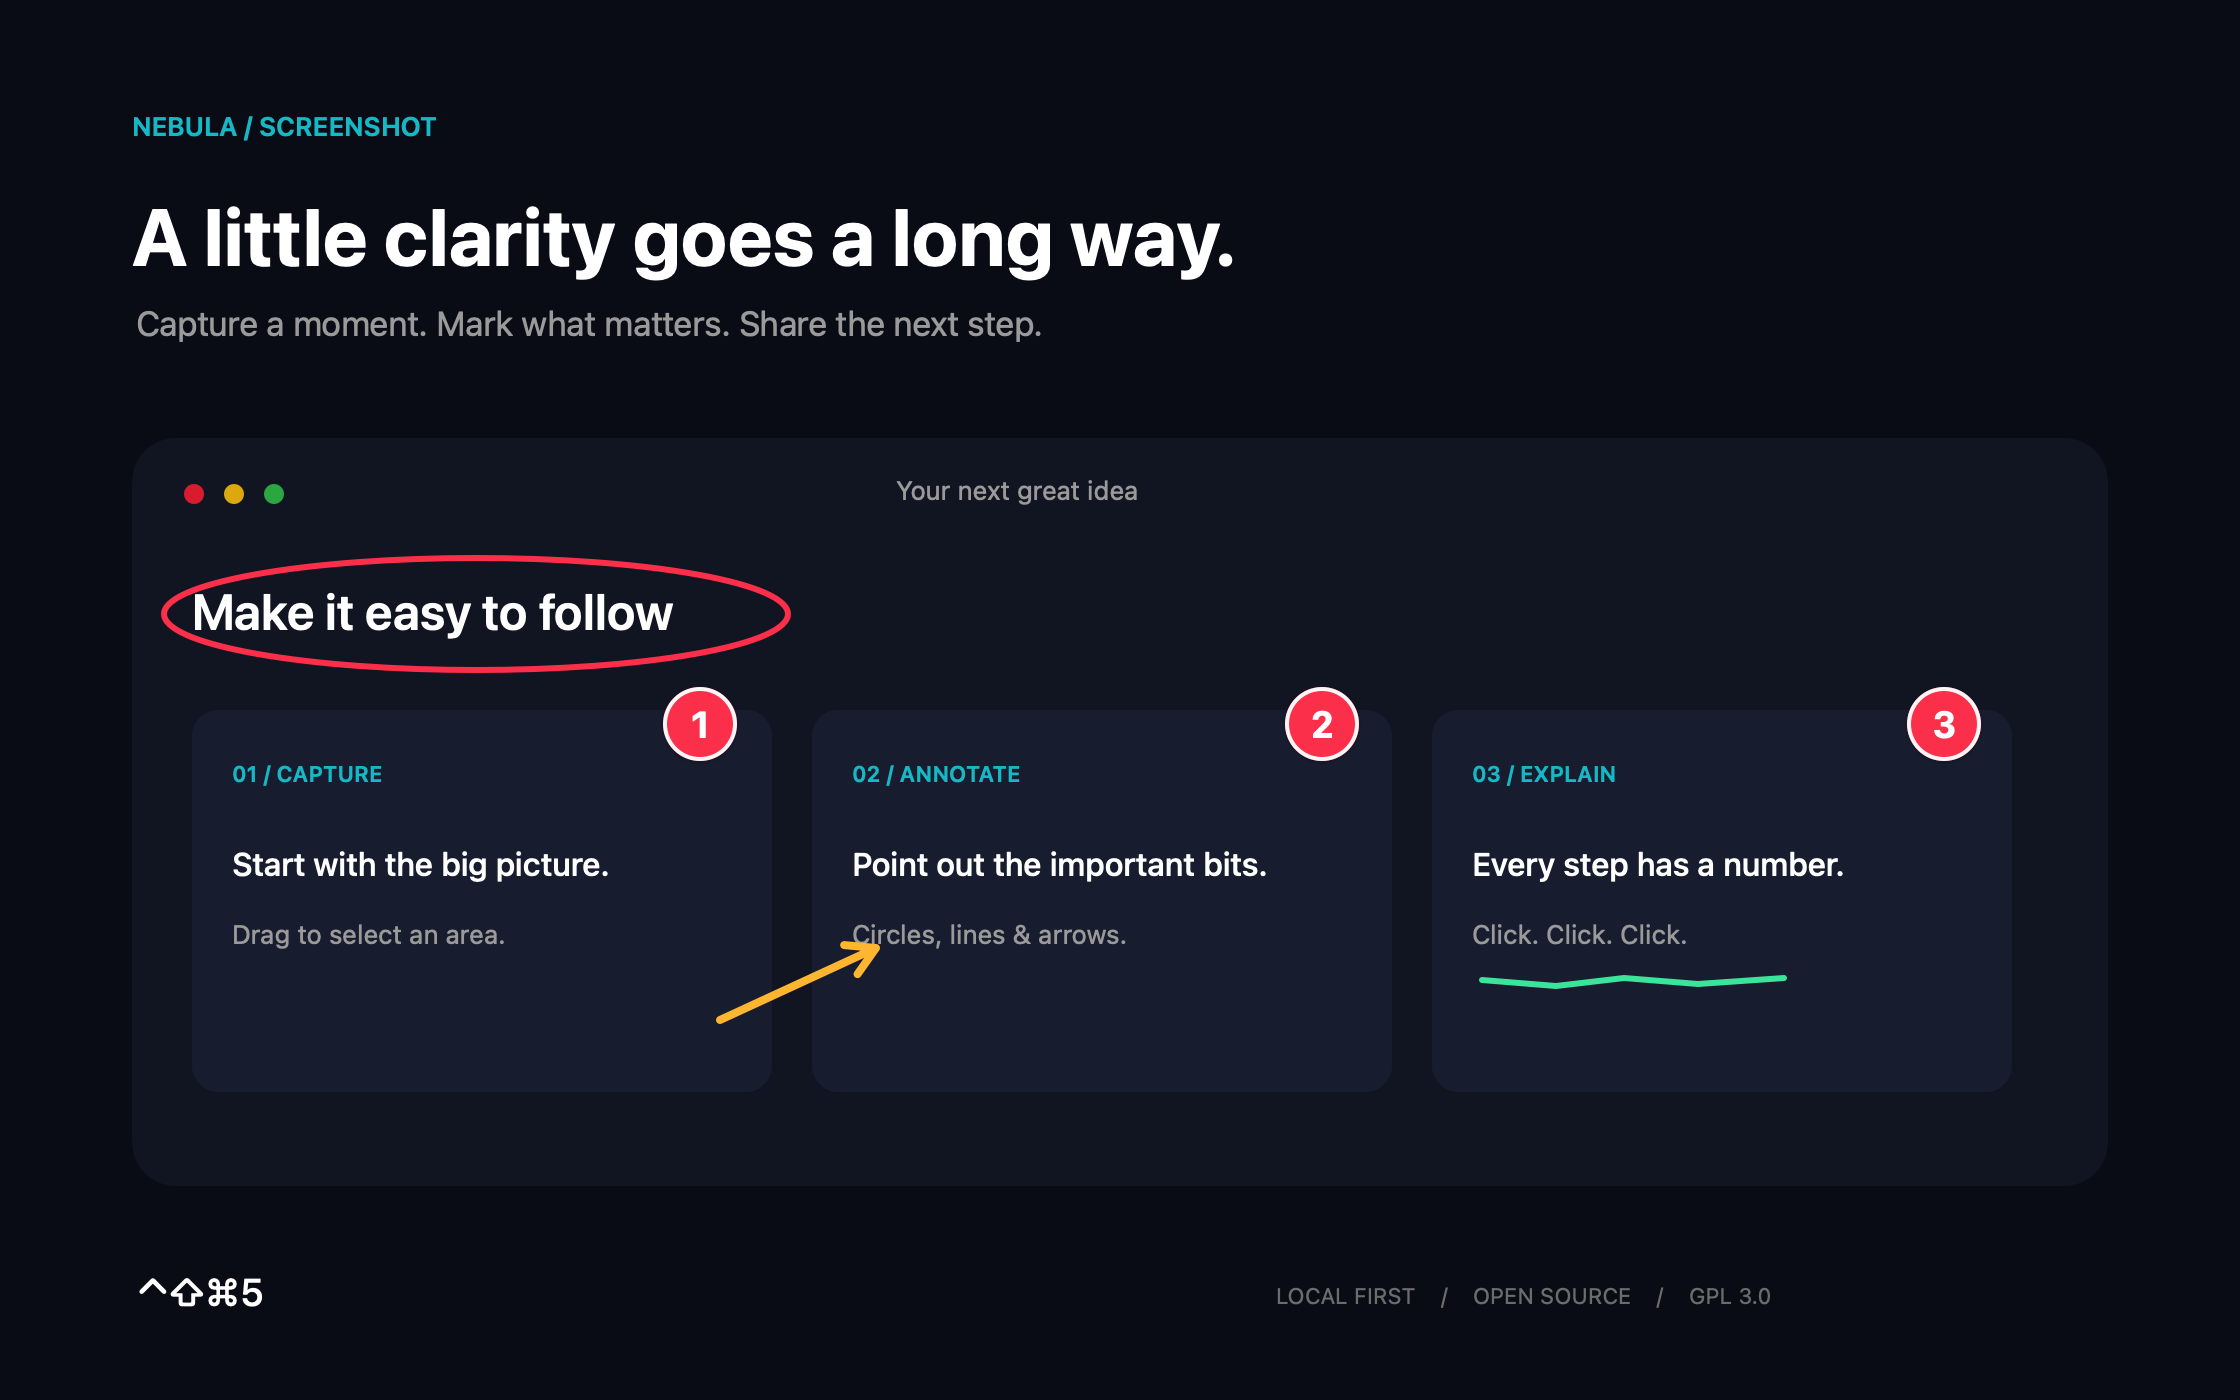 NEBULA / SCREENSHOT
A little clarity goes a long way.
Capture a moment. Mark what matters. Share the next step.
Your next great idea
Make it easy to follow
1
01 / CAPTURE
Start with the big picture.
Drag to select an area.
2
02 / ANNOTATE
Point out the important bits.
Circles, lines & arrows.
3
03 / EXPLAIN
Every step has a number.
Click. Click. Click.
⌃⇧⌘5
LOCAL FIRST / OPEN SOURCE / GPL 3.0